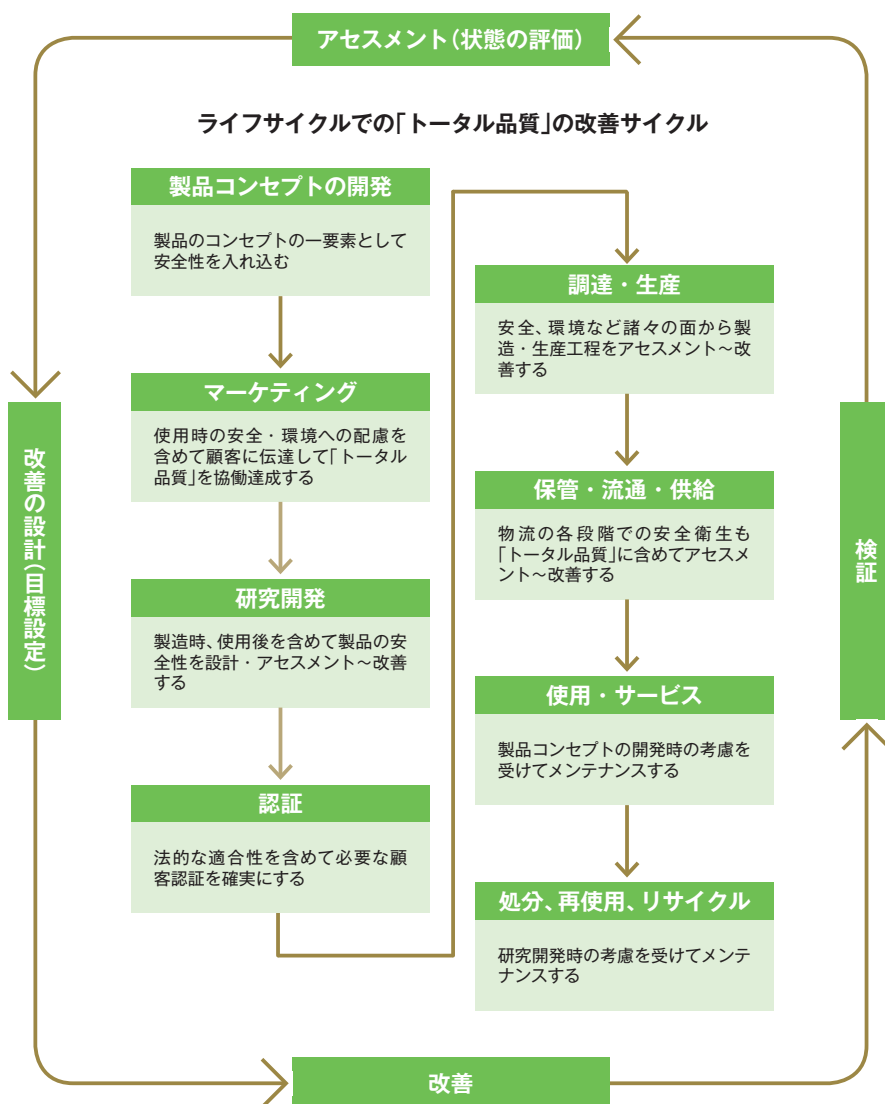 アセスメント(状態の評価)
ライフサイクルでの「トータル品質」の改善サイクル
製品コンセプトの開発
製品のコンセプトの一要素として
安全性を入れ込む
マーケティング
使用時の安全・環境への配慮を
含めて顧客に伝達して「トータル
品質」を協働達成する
研究開発
製造時、使用後を含めて製品の安
全性を設計・アセスメント〜改善
する
認証
法的な適合性を含めて必要な顧
客認証を確実にする
調達・生産
安全、環境など諸々の面から製
造・生産工程をアセスメント〜改
善する
保管・流通・供給
物流の各段階での安全衛生も
「トータル品質」に含めてアセスメ
ント〜改善する
使用・サービス
製品コンセプトの開発時の考慮を
受けてメンテナンスする
処分、再使用、リサイクル
研究開発時の考慮を受けてメンテ
ナンスする
改善の設計(目標設定)
検証
改善